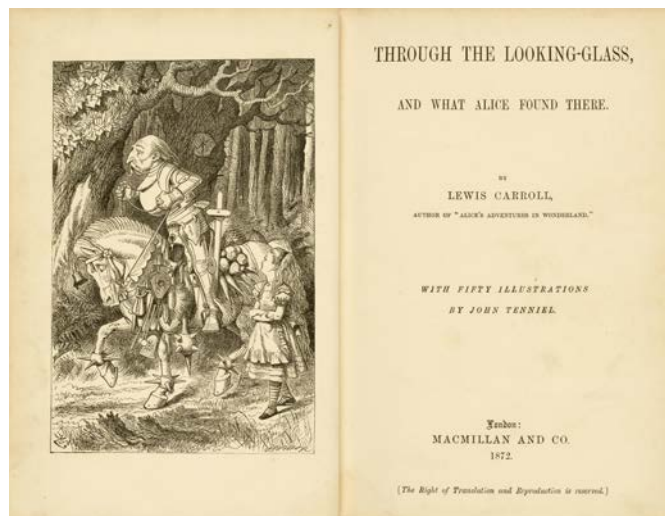 THROUGH THE LOOKING-GLASS,
AND WHAT ALICE FOUND THERE.
BY
LEWIS CARROLL,
AUTHOR OF "ALICE'S ADVENTURES IN WONDERLAND."
WITH FIFTY ILLUSTRATIONS
BY JOHN TENNIEL.
London:
MACMILLAN AND CO.
1872.
[The Right of Translation and Reproduction is reserved.]